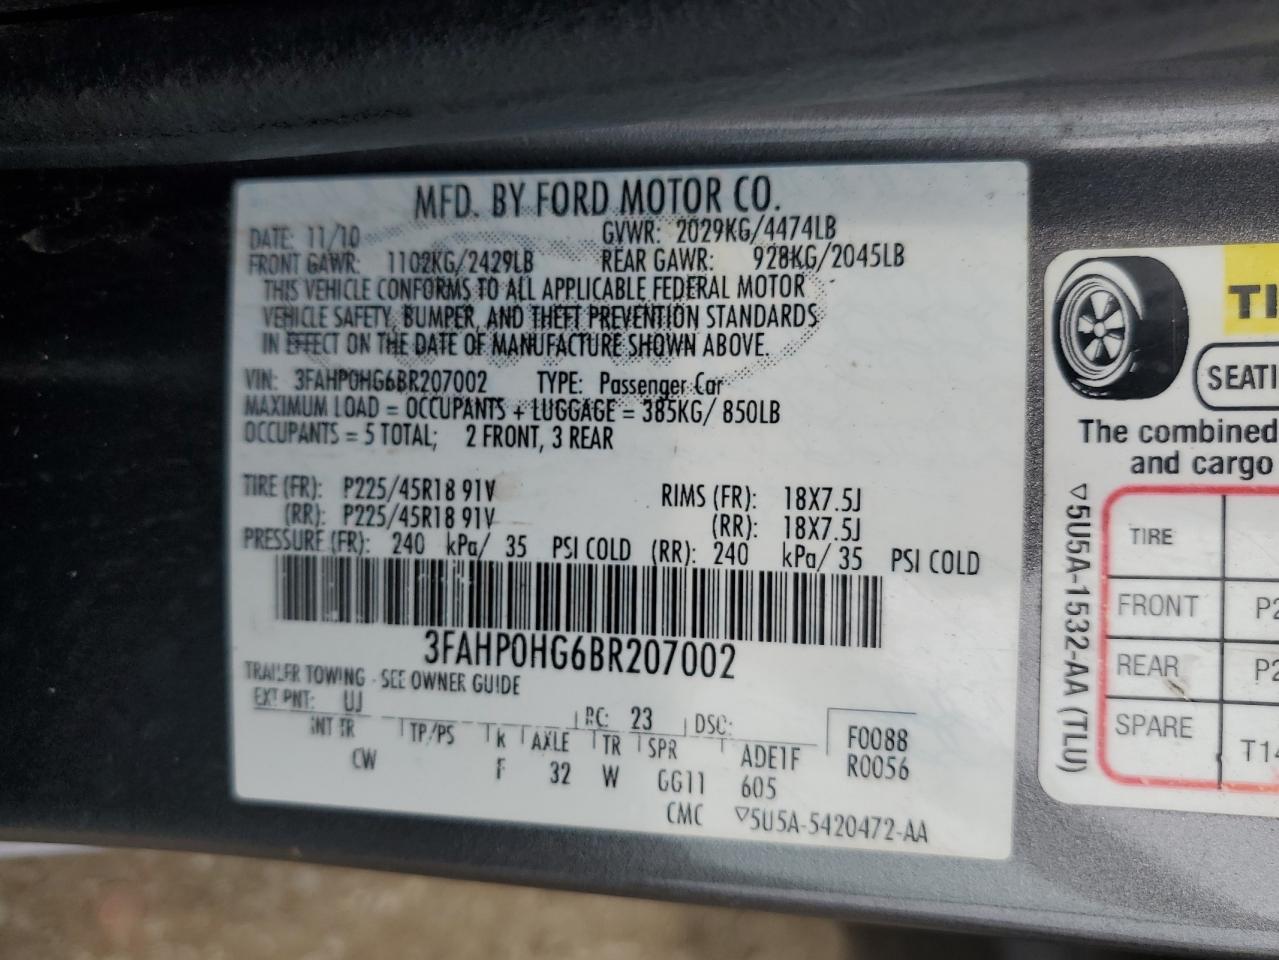 MFD. BY FORD MOTOR CO.
DATE: 11/10 GVWR: 2029KG/4474LB
FRONT GAWR: 1102KG/2429LB REAR GAWR: 928KG/2045LB
THIS VEHICLE CONFORMS TO ALL APPLICABLE FEDERAL MOTOR
VEHICLE SAFETY, BUMPER, AND THEFT PREVENTION STANDARDS
IN EFFECT ON THE DATE OF MANUFACTURE SHOWN ABOVE.
VIN: 3FAHP0HG6BR207002 TYPE: Passenger Car
MAXIMUM LOAD = OCCUPANTS + LUGGAGE = 385KG/ 850LB
OCCUPANTS = 5 TOTAL; 2 FRONT, 3 REAR
TIRE (FR): P225/45R18 91V RIMS (FR): 18X7.5J
(RR): P225/45R18 91V (RR): 18X7.5J
PRESSURE (FR): 240 kPa/ 35 PSI COLD (RR): 240 kPa/ 35 PSI COLD
3FAHP0HG6BR207002
TRAILER TOWING - SEE OWNER GUIDE
EXT PNT: UJ RC: 23 DSO: F0088
INT TR TP/PS R AXLE TR SPR ADE1F R0056
CW F 32 W GG11 605
CMC ▽5U5A-5420472-AA
TI
SEATI
The combined
and cargo
TIRE
FRONT P2
REAR P2
SPARE T14
▽5U5A-1532-AA (TLU)